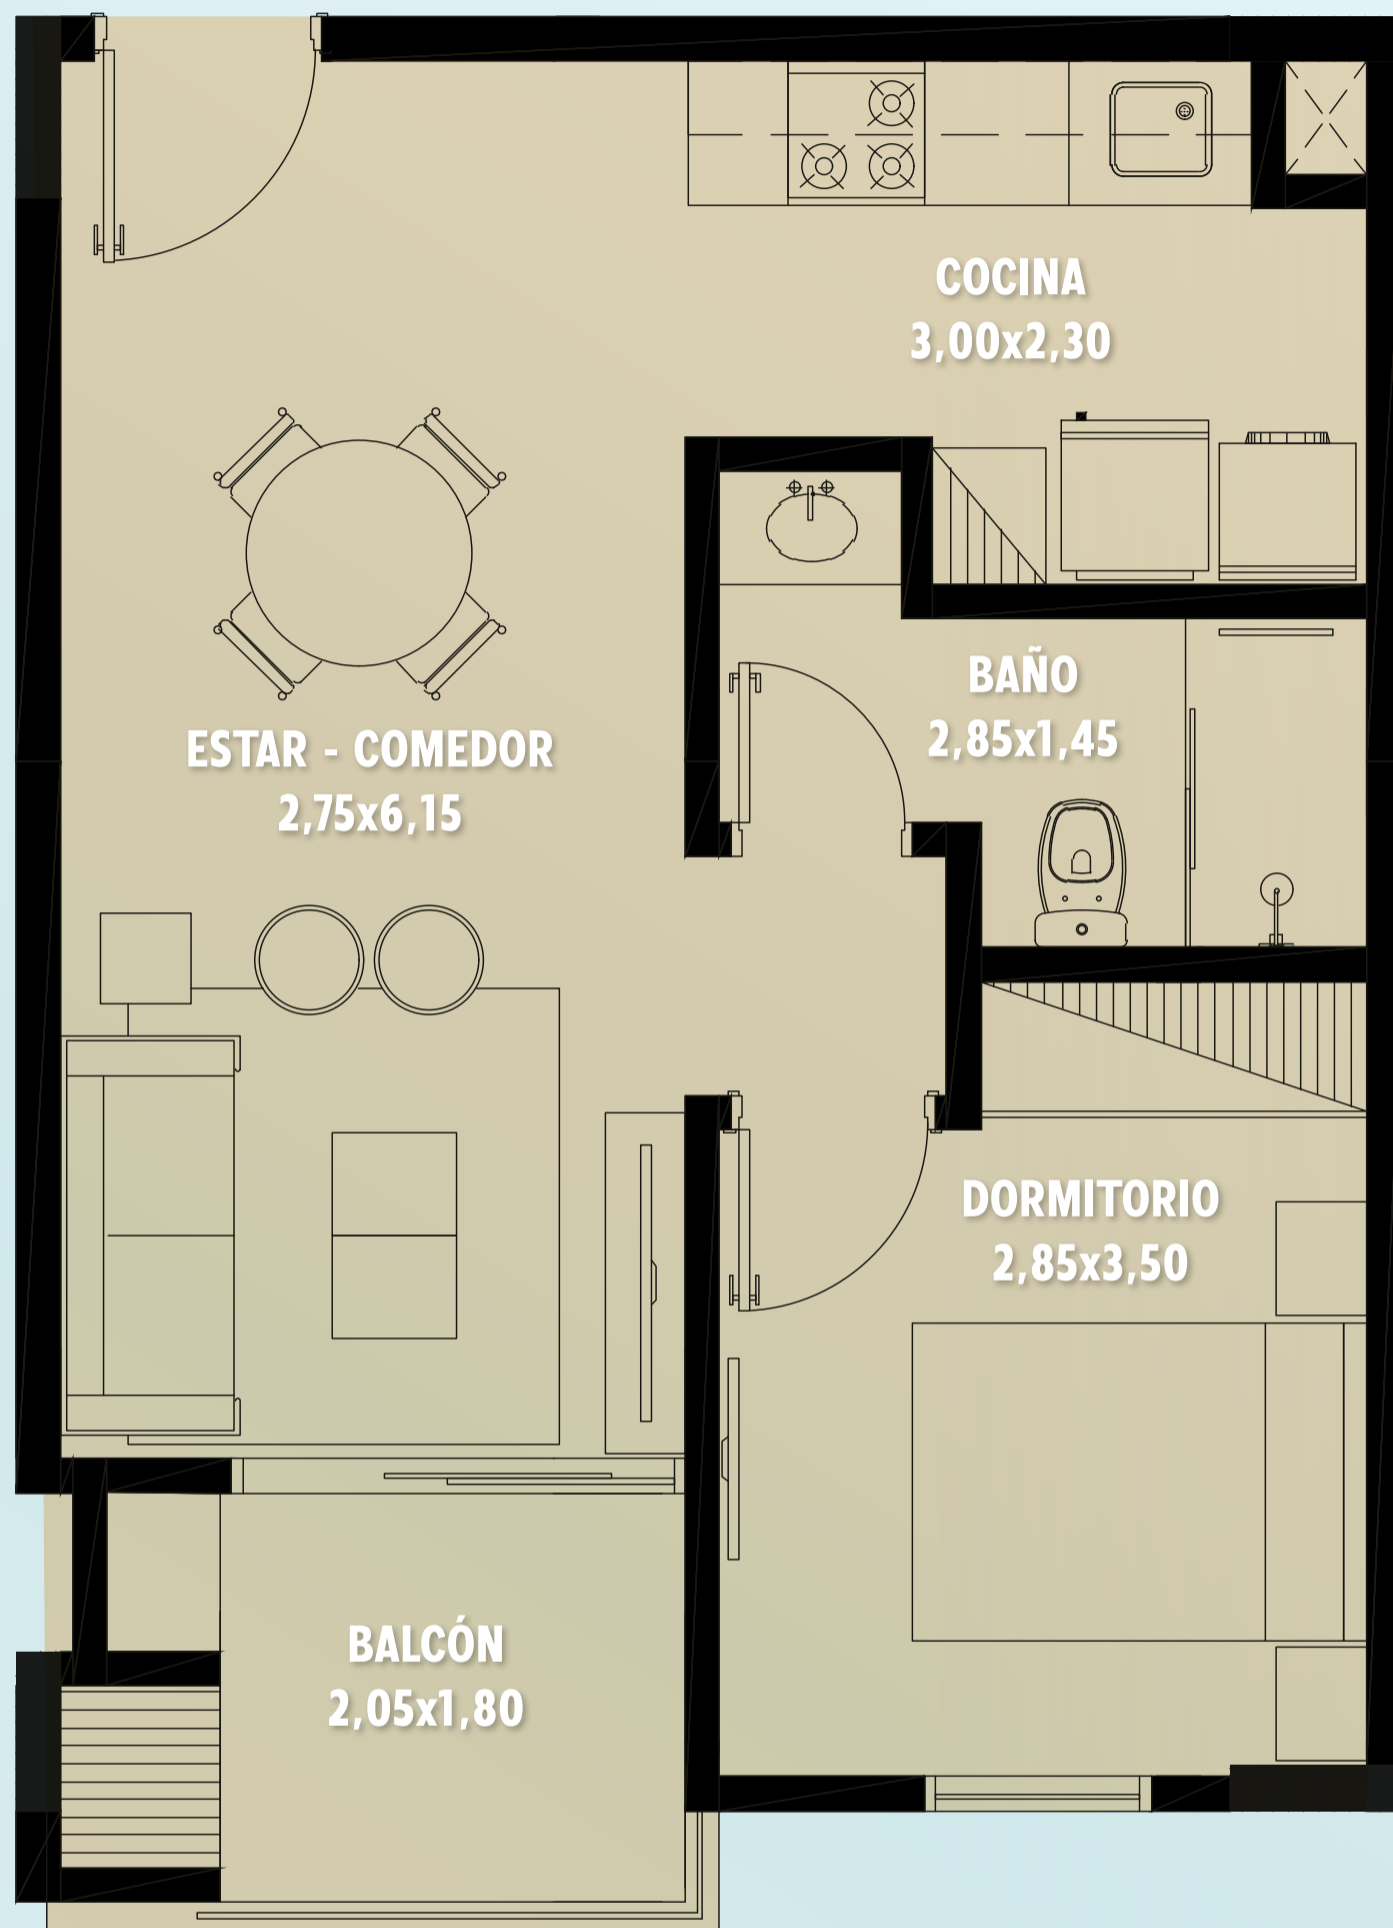 COCINA
3,00x2,30
BAÑO
2,85x1,45
ESTAR - COMEDOR
2,75x6,15
DORMITORIO
2,85x3,50
BALCÓN
2,05x1,80